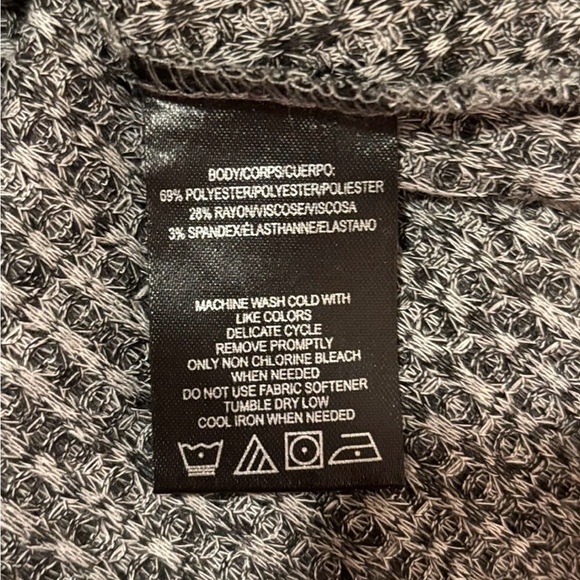 BODY/CORPS/CUERPO:
69% POLYESTER/POLYESTER/POLIESTER
28% RAYON/VISCOSE/VISCOSA
3% SPANDEX/ÉLASTHANNE/ELASTANO
MACHINE WASH COLD WITH
LIKE COLORS
DELICATE CYCLE
REMOVE PROMPTLY
ONLY NON CHLORINE BLEACH
WHEN NEEDED
DO NOT USE FABRIC SOFTENER
TUMBLE DRY LOW
COOL IRON WHEN NEEDED